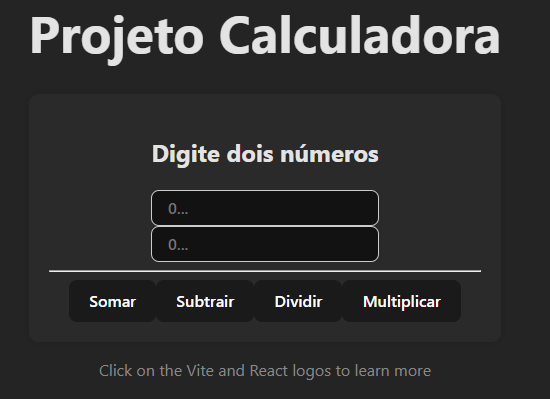 Projeto Calculadora
Digite dois números
0...
0...
Somar Subtrair Dividir Multiplicar
Click on the Vite and React logos to learn more